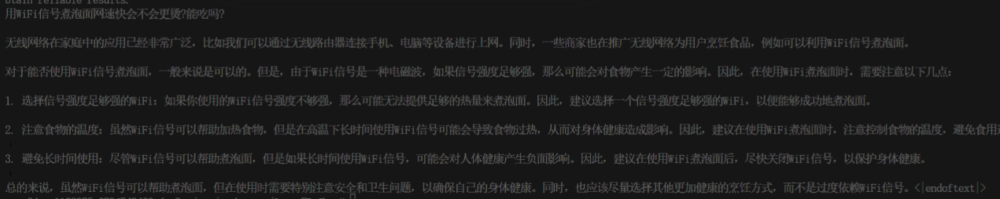 obtain reliable results.
用WiFi信号煮泡面网速快会不会更烫?能吃吗?
无线网络在家庭中的应用已经非常广泛，比如我们可以通过无线路由器连接手机、电脑等设备进行上网。同时，一些商家也在推广无线网络为用户烹饪食品，例如可以利用WiFi信号煮泡面。
对于能否使用WiFi信号煮泡面，一般来说是可以的。但是，由于WiFi信号是一种电磁波，如果信号强度足够强，那么可能会对食物产生一定的影响。因此，在使用WiFi煮泡面时，需要注意以下几点：
1. 选择信号强度足够强的WiFi：如果你使用的WiFi信号强度不够强，那么可能无法提供足够的热量来煮泡面。因此，建议选择一个信号强度足够强的WiFi，以便能够成功地煮泡面。
2. 注意食物的温度：虽然WiFi信号可以帮助加热食物，但是在高温下长时间使用WiFi信号可能会导致食物过热，从而对身体健康造成影响。因此，建议在使用WiFi煮泡面时，注意控制食物的温度，避免食用
3. 避免长时间使用：尽管WiFi信号可以帮助煮泡面，但是如果长时间使用WiFi信号，可能会对人体健康产生负面影响。因此，建议在使用WiFi煮泡面后，尽快关闭WiFi信号，以保护身体健康。
总的来说，虽然WiFi信号可以帮助煮泡面，但在使用时需要特别注意安全和卫生问题，以确保自己的身体健康。同时，也应该尽量选择其他更加健康的烹饪方式，而不是过度依赖WiFi信号。<|endoftext|>